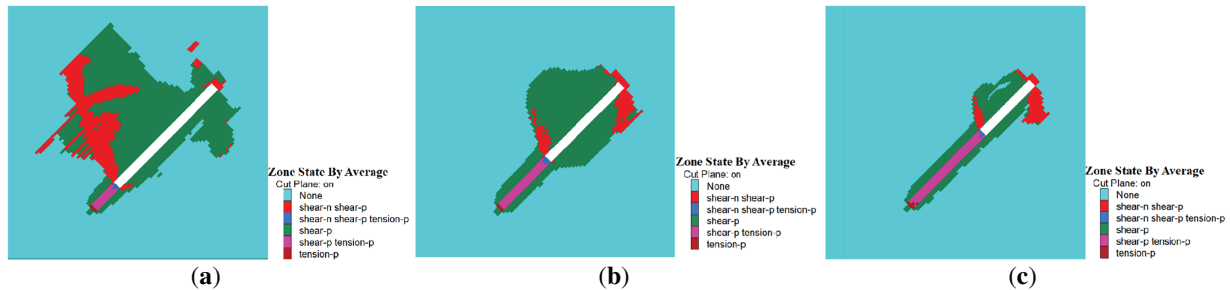 Zone State By Average
Cut Plane: on
None
shear-n shear-p
shear-n shear-p tension-p
shear-p
shear-p tension-p
tension-p
(a)
Zone State By Average
Cut Plane: on
None
shear-n shear-p
shear-n shear-p tension-p
shear-p
shear-p tension-p
tension-p
(b)
Zone State By Average
Cut Plane: on
None
shear-n shear-p
shear-n shear-p tension-p
shear-p
shear-p tension-p
tension-p
(c)